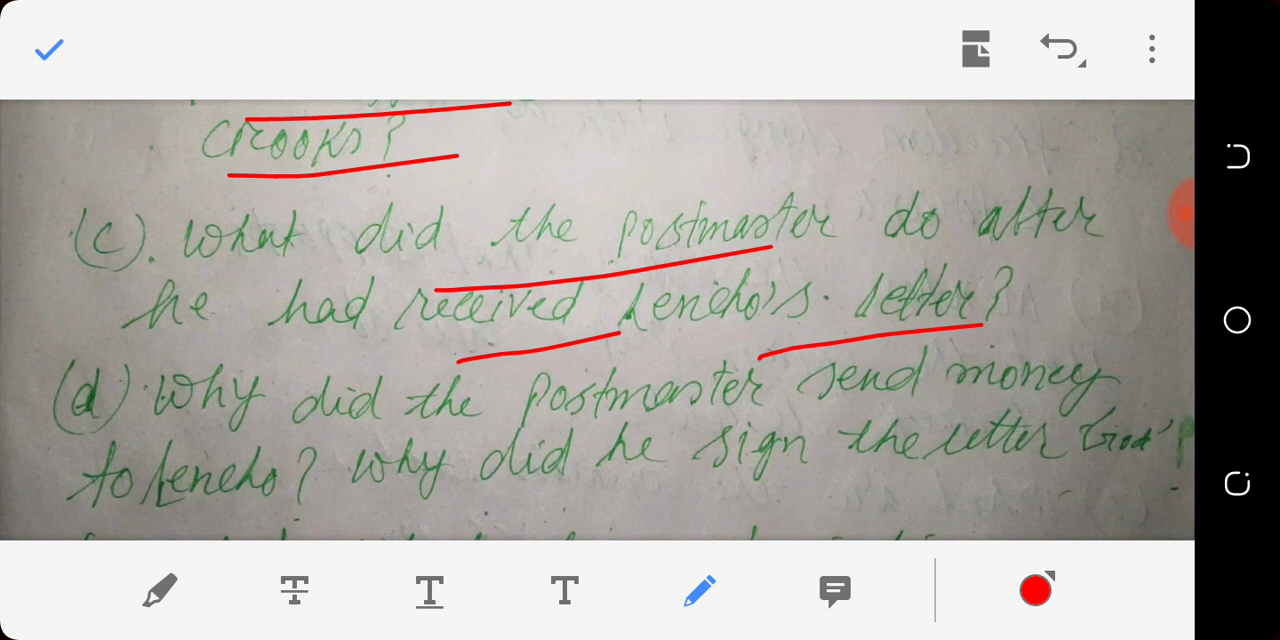 Crooks?
(c). What did the postmaster do after
he had received Lencho's. letter?
(d) Why did the Postmaster send money
to Lencho? Why did he sign the letter 'God'?